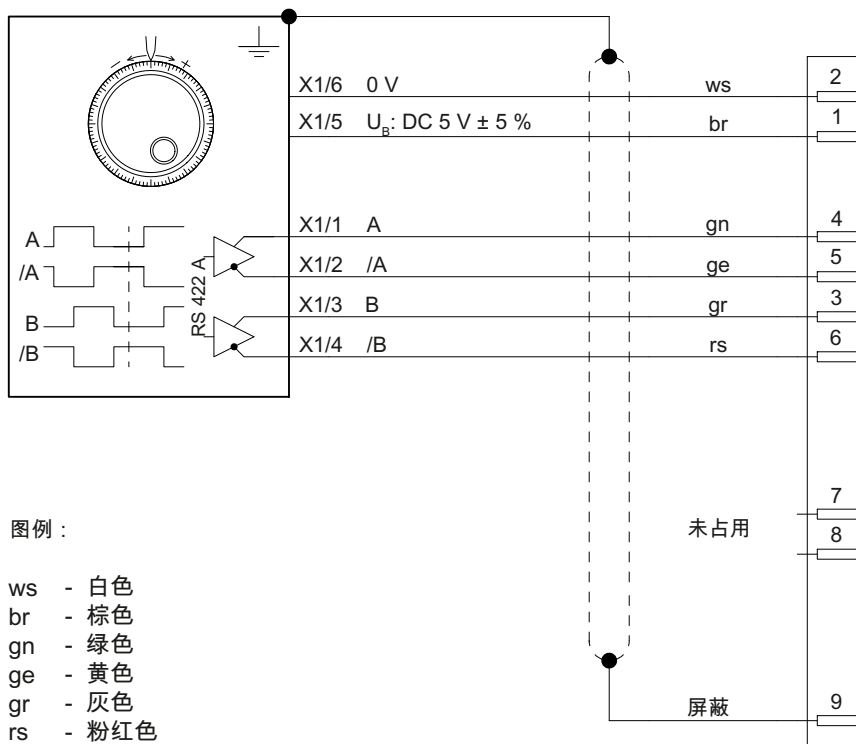 - +
X1/6 0 V ws 2
X1/5 U_B: DC 5 V ± 5 % br 1
X1/1 A gn 4
X1/2 /A ge 5
X1/3 B gr 3
X1/4 /B rs 6
A
/A
B
/B
RS 422 A
7
未占用
8
屏蔽 9
图例：
ws - 白色
br - 棕色
gn - 绿色
ge - 黄色
gr - 灰色
rs - 粉红色